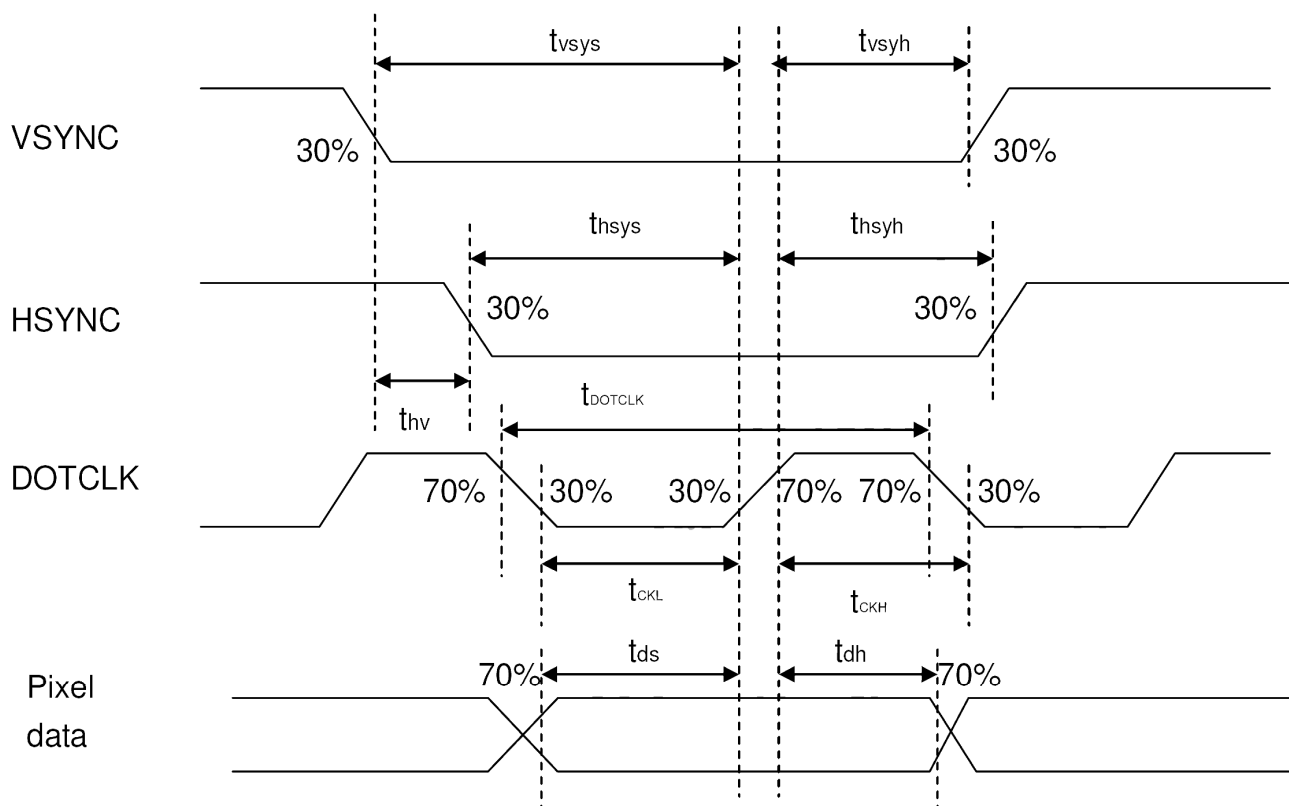 tvsys
tvsyh
VSYNC
30%
30%
thsys
thsyh
HSYNC
30%
30%
tDOTCLK
thv
DOTCLK
70%
30%
30%
70%
70%
30%
tCKL
tCKH
tds
tdh
Pixel
data
70%
70%